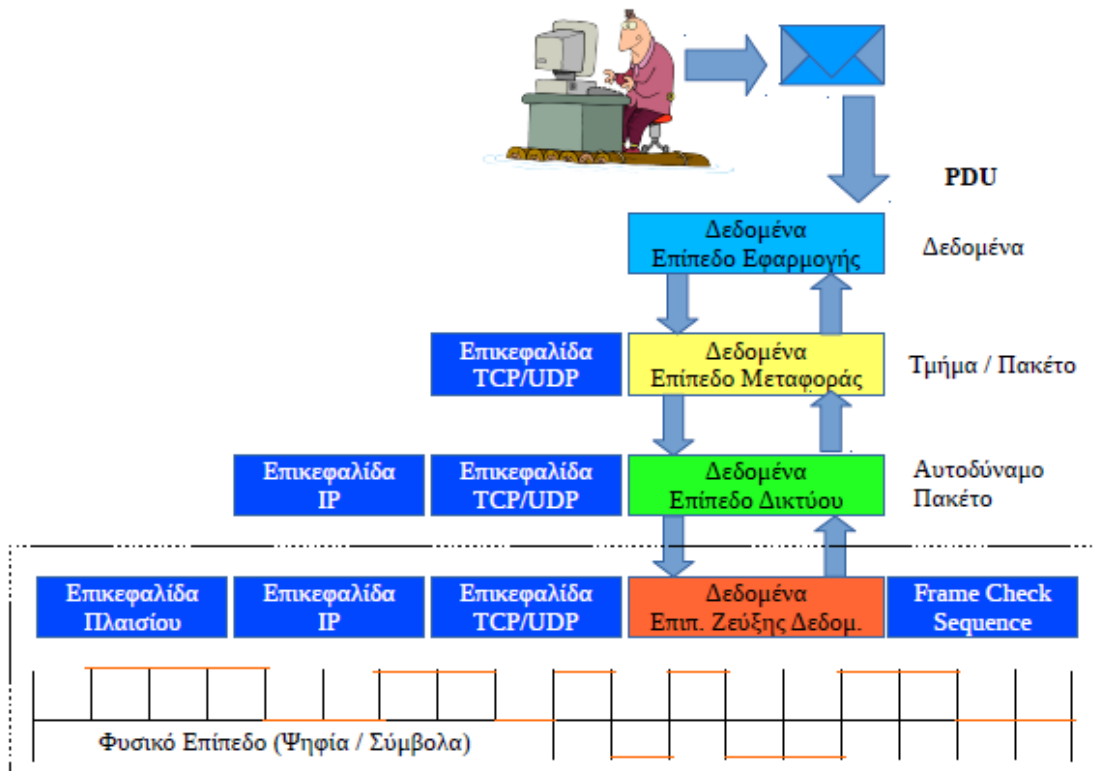 PDU
Δεδομένα
Επίπεδο Εφαρμογής
Δεδομένα
Επικεφαλίδα
TCP/UDP
Δεδομένα
Επίπεδο Μεταφοράς
Τμήμα / Πακέτο
Επικεφαλίδα
IP
Επικεφαλίδα
TCP/UDP
Δεδομένα
Επίπεδο Δικτύου
Αυτοδύναμο
Πακέτο
Επικεφαλίδα
Πλαισίου
Επικεφαλίδα
IP
Επικεφαλίδα
TCP/UDP
Δεδομένα
Επιπ. Ζεύξης Δεδομ.
Frame Check
Sequence
Φυσικό Επίπεδο (Ψηφία / Σύμβολα)